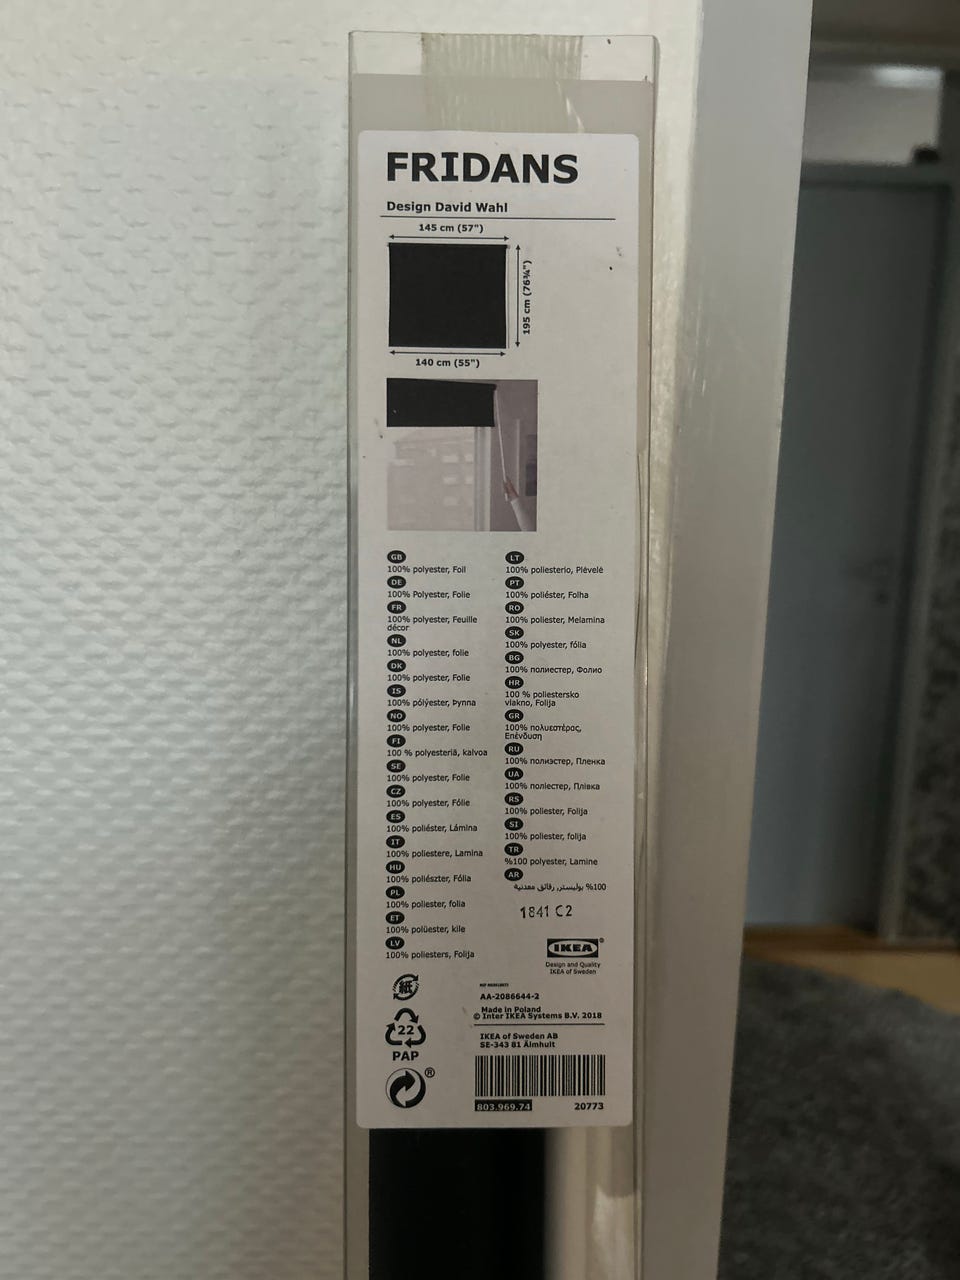 FRIDANS
Design David Wahl
145 cm (57")
195 cm (76¾")
140 cm (55")
GB
100% polyester, Foil
DE
100% Polyester, Folie
FR
100% polyester, Feuille
décor
NL
100% polyester, folie
DK
100% polyester, Folie
IS
100% pólýester, Þynna
NO
100% polyester, Folie
FI
100 % polyesteriä, kalvoa
SE
100% polyester, Folie
CZ
100% polyester, Fólie
ES
100% poliéster, Lámina
IT
100% poliestere, Lamina
HU
100% poliészter, Fólia
PL
100% poliester, folia
ET
100% polüester, kile
LV
100% poliesters, Folija
LT
100% poliesterio, Plėvelė
PT
100% poliéster, Folha
RO
100% poliester, Melamina
SK
100% polyester, fólia
BG
100% полиестер, Фолио
HR
100 % poliestersko
vlakno, Folija
GR
100% πολυεστέρας,
Επένδυση
RU
100% полиэстер, Пленка
UA
100% поліестер, Плівка
RS
100% poliester, Folija
SI
100% poliester, folija
TR
%100 polyester, Lamine
AR
100% بوليستر, رقائق معدنية
1841 C2
IKEA®
Design and Quality
IKEA of Sweden
紙
22
PAP
®
AA-2086644-2
Made in Poland
© Inter IKEA Systems B.V. 2018
IKEA of Sweden AB
SE-343 81 Älmhult
803.969.74 20773